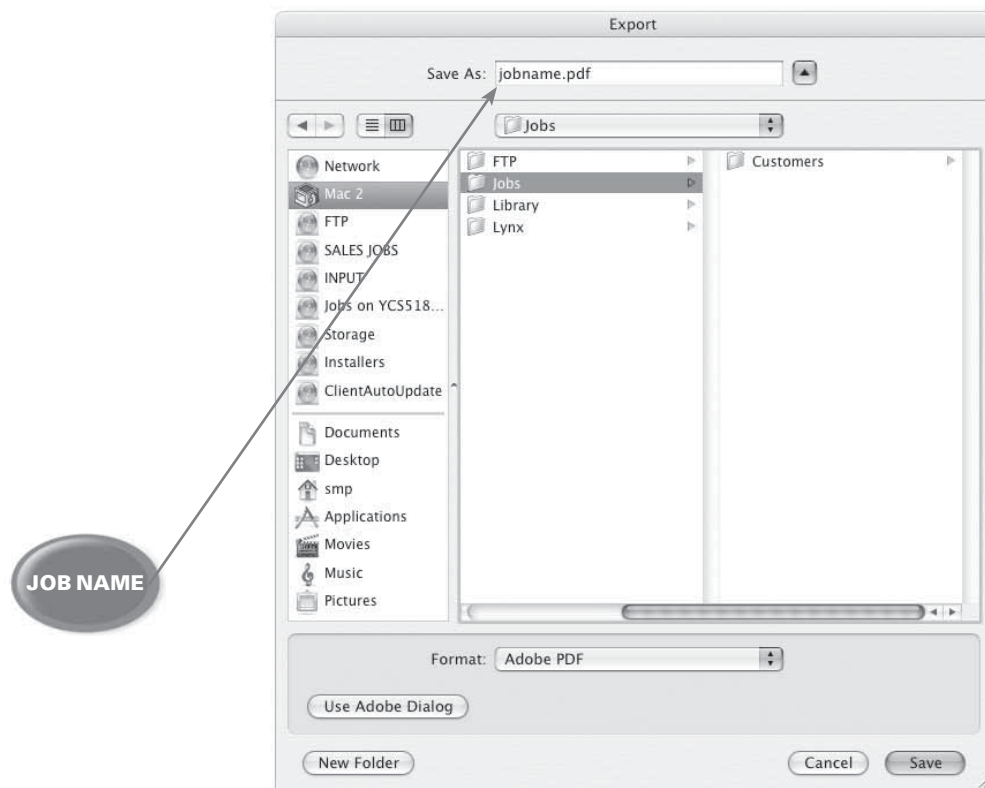 Export
Save As: jobname.pdf
Jobs
Network
Mac 2
FTP
SALES JOBS
INPUT
Jobs on YCS518...
Storage
Installers
ClientAutoUpdate
Documents
Desktop
smp
Applications
Movies
Music
Pictures
FTP
Jobs
Library
Lynx
Customers
JOB NAME
Format: Adobe PDF
Use Adobe Dialog
New Folder
Cancel
Save